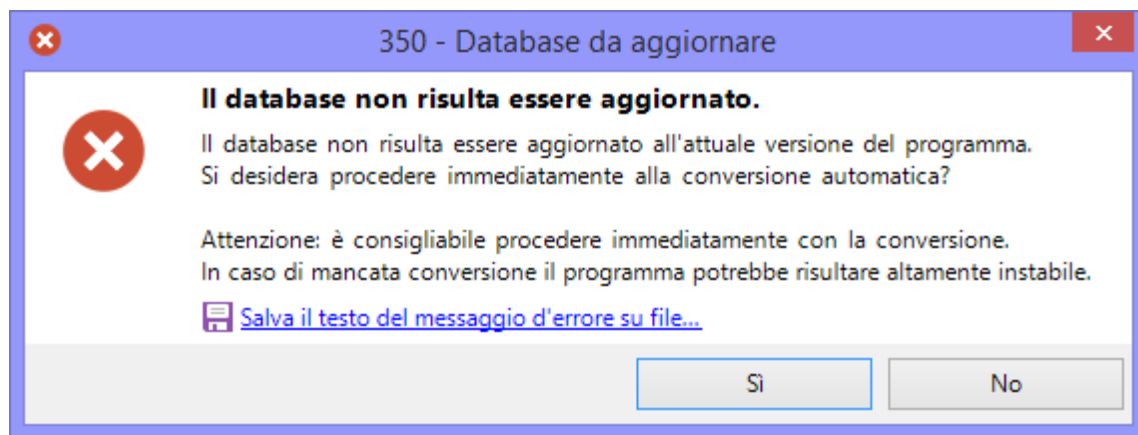 350 - Database da aggiornare
Il database non risulta essere aggiornato.
Il database non risulta essere aggiornato all'attuale versione del programma.
Si desidera procedere immediatamente alla conversione automatica?
Attenzione: è consigliabile procedere immediatamente con la conversione.
In caso di mancata conversione il programma potrebbe risultare altamente instabile.
Salva il testo del messaggio d'errore su file...
Sì
No